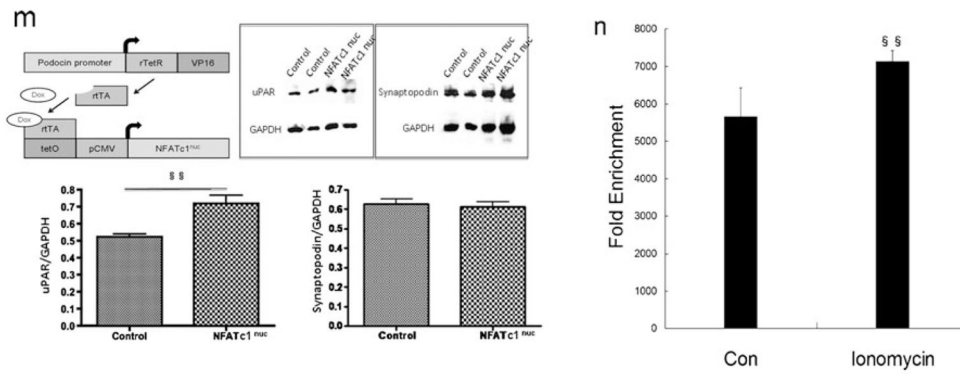 m
Podocin promoter rTetR VP16
Dox rtTA
Dox
rtTA
tetO pCMV NFATc1nuc
Control Control NFATc1 nuc NFATc1 nuc
uPAR
GAPDH
Control Control NFATc1 nuc NFATc1 nuc
Synaptopodin
GAPDH
§ §
uPAR/GAPDH
0.8
0.7
0.6
0.5
0.4
0.3
0.2
0.1
0.0
Control NFATc1 nuc
Synaptopodin/GAPDH
0.7
0.6
0.5
0.4
0.3
0.2
0.1
0.0
Control NFATc1 nuc
n
§ §
Fold Enrichment
8000
7000
6000
5000
4000
3000
2000
1000
0
Con Ionomycin